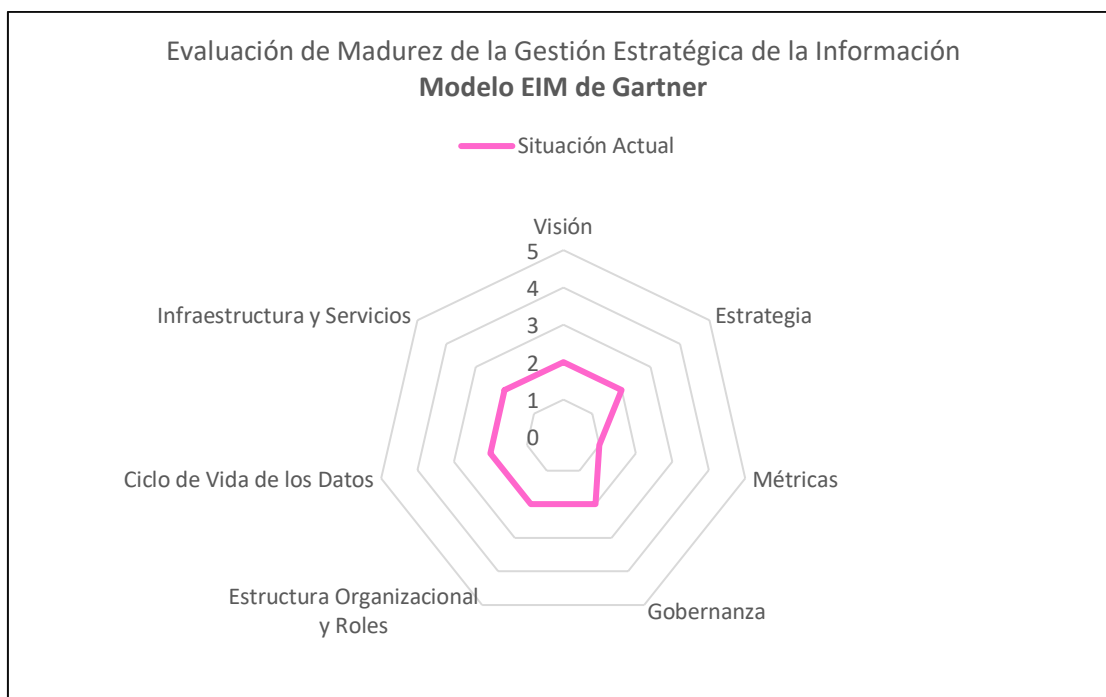 Evaluación de Madurez de la Gestión Estratégica de la Información
Modelo EIM de Gartner
Situación Actual
Visión
5
4
3
2
1
0
Estrategia
Métricas
Gobernanza
Estructura Organizacional
y Roles
Ciclo de Vida de los Datos
Infraestructura y Servicios